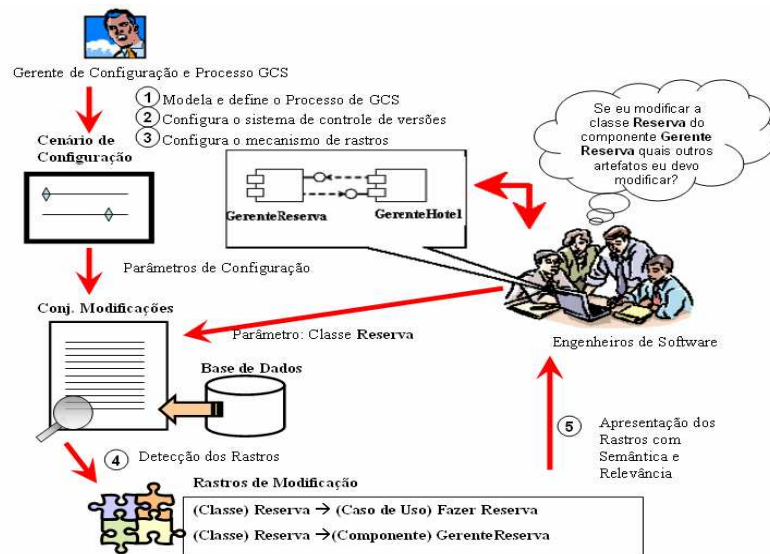 Gerente de Configuração e Processo GCS
1 Modela e define o Processo de GCS
2 Configura o sistema de controle de versões
3 Configura o mecanismo de rastros
Cenário de
Configuração
Se eu modificar a
classe Reserva do
componente Gerente
Reserva quais outros
artefatos eu devo
modificar?
GerenteReserva
GerenteHotel
Parâmetros de Configuração
Conj. Modificações
Parâmetro: Classe Reserva
Engenheiros de Software
Base de Dados
4 Detecção dos Rastros
5 Apresentação dos
Rastros com
Semântica e
Relevância
Rastros de Modificação
(Classe) Reserva → (Caso de Uso) Fazer Reserva
(Classe) Reserva →(Componente) GerenteReserva